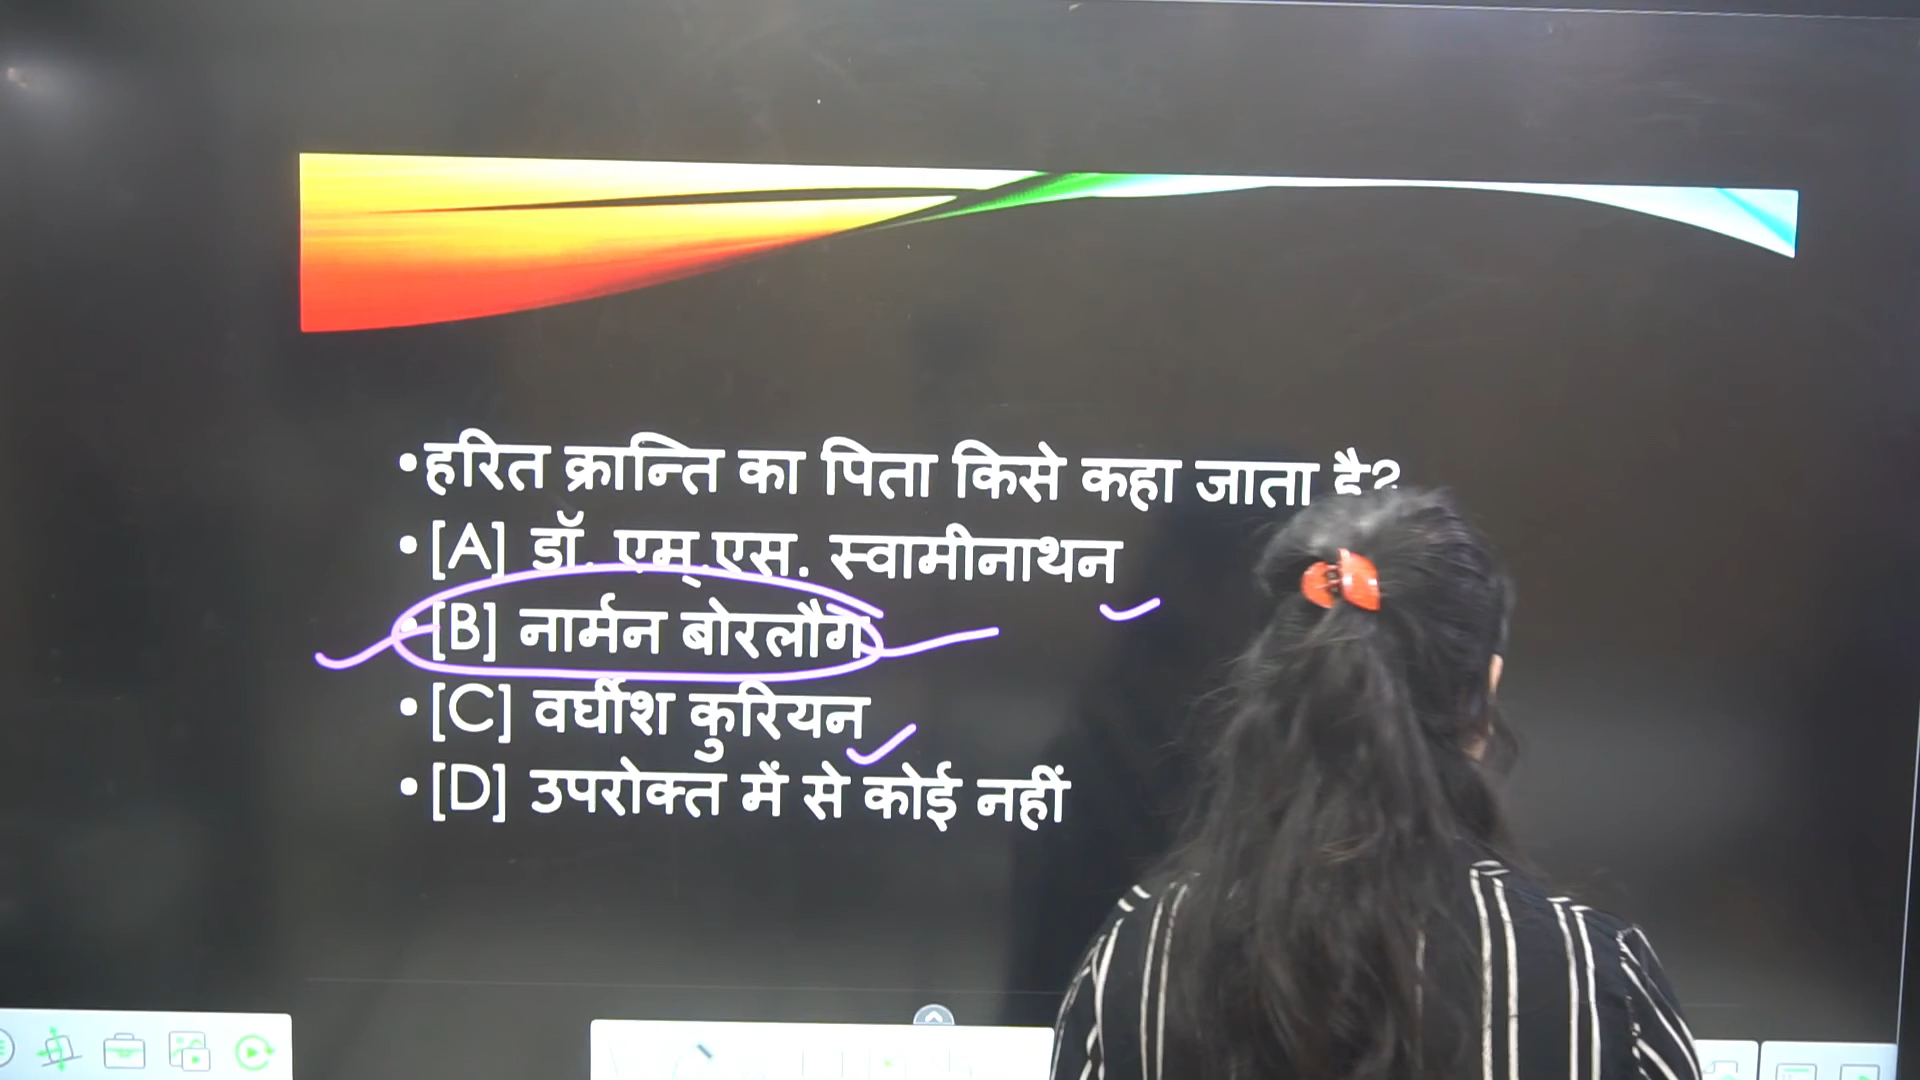 •हरित क्रान्ति का पिता किसे कहा जाता है?
•[A] डॉ. एम.एस. स्वामीनाथन
•[B] नार्मन बोरलौग
•[C] वर्घीश कुरियन
•[D] उपरोक्त में से कोई नहीं